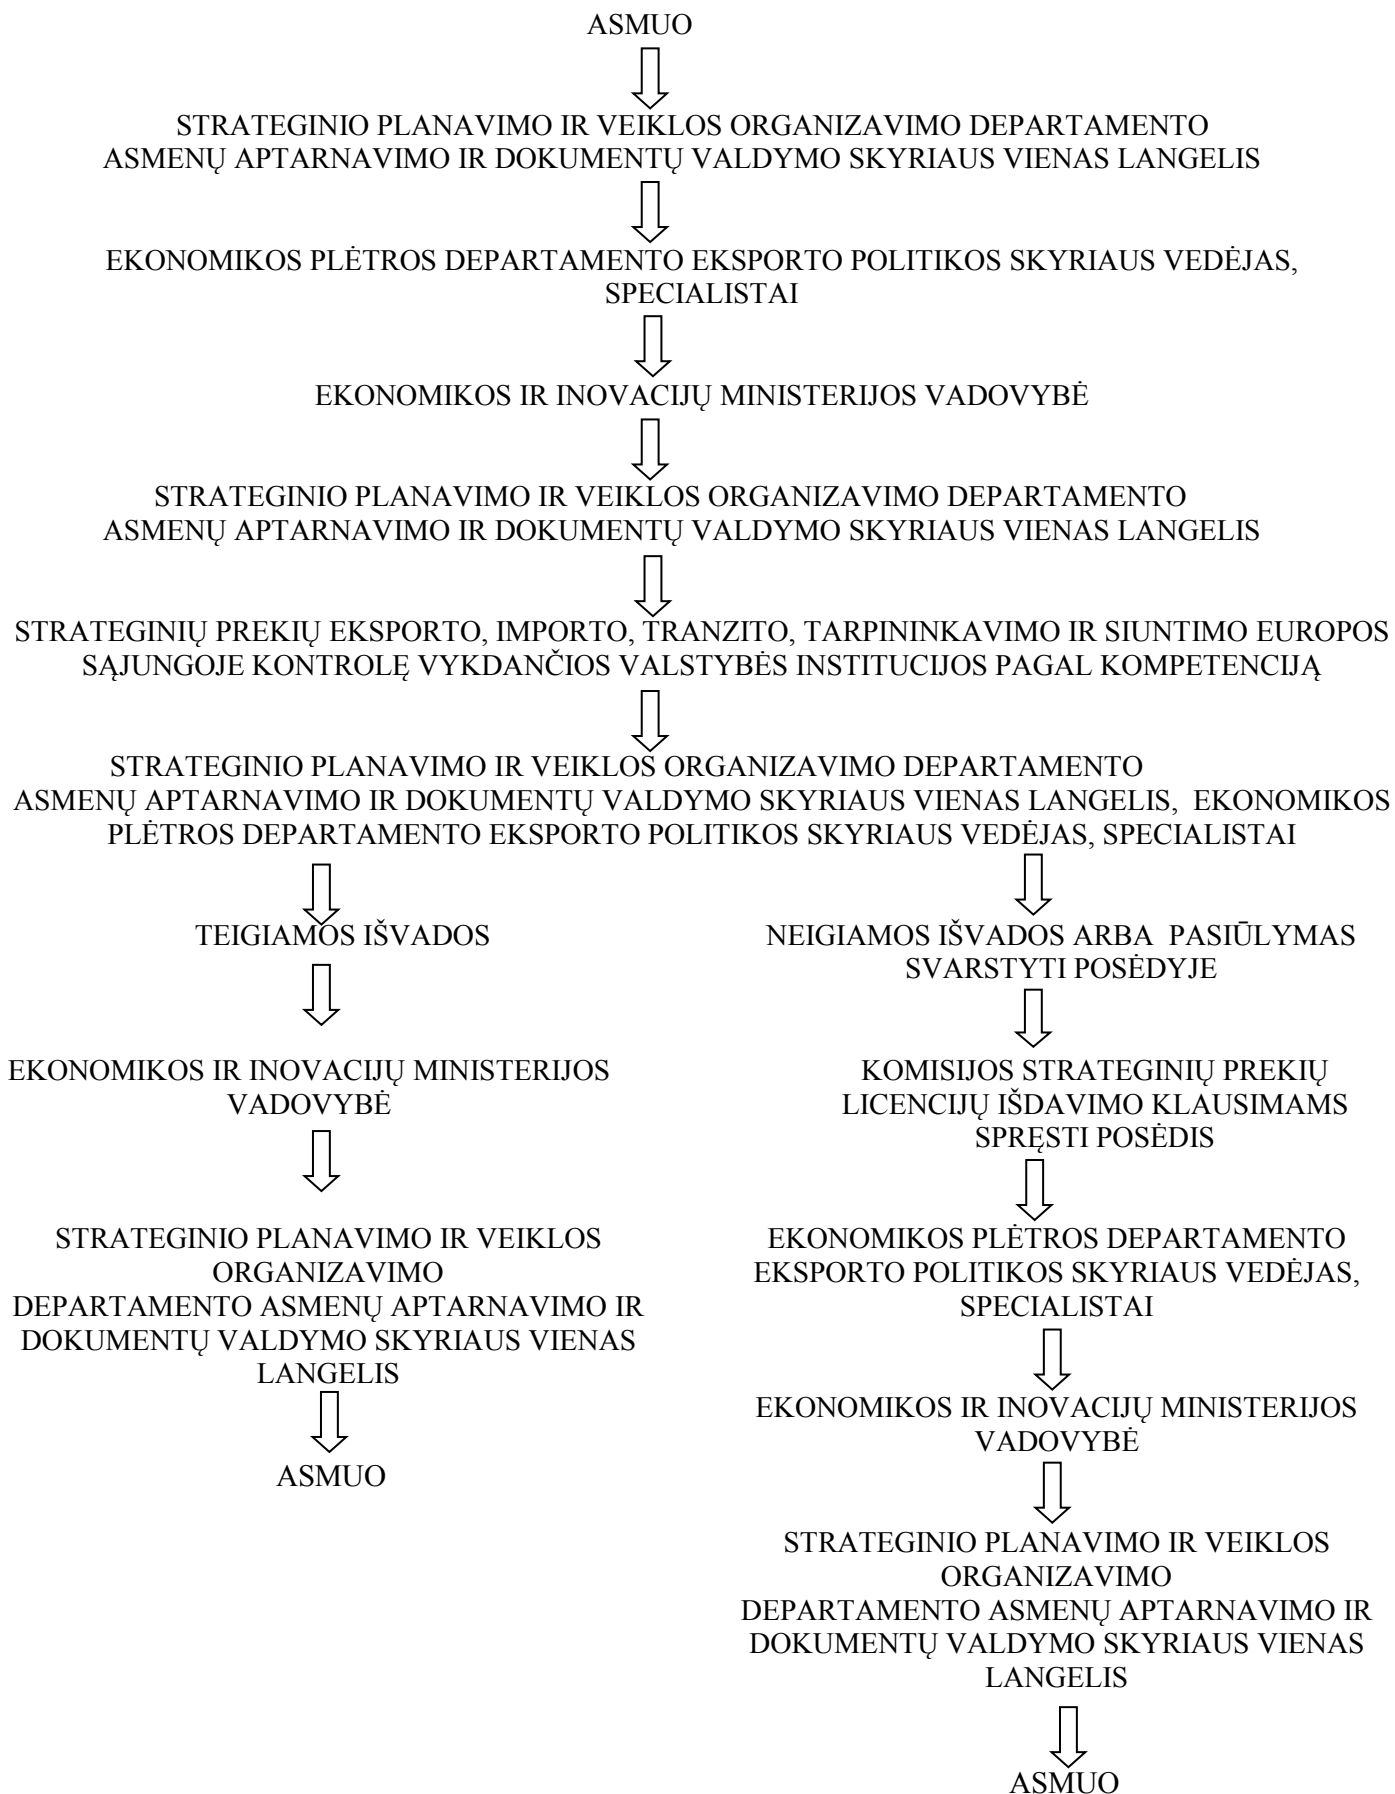 ASMUO
STRATEGINIO PLANAVIMO IR VEIKLOS ORGANIZAVIMO DEPARTAMENTO
ASMENŲ APTARNAVIMO IR DOKUMENTŲ VALDYMO SKYRIAUS VIENAS LANGELIS
EKONOMIKOS PLĖTROS DEPARTAMENTO EKSPORTO POLITIKOS SKYRIAUS VEDĖJAS,
SPECIALISTAI
EKONOMIKOS IR INOVACIJŲ MINISTERIJOS VADOVYBĖ
STRATEGINIO PLANAVIMO IR VEIKLOS ORGANIZAVIMO DEPARTAMENTO
ASMENŲ APTARNAVIMO IR DOKUMENTŲ VALDYMO SKYRIAUS VIENAS LANGELIS
STRATEGINIŲ PREKIŲ EKSPORTO, IMPORTO, TRANZITO, TARPININKAVIMO IR SIUNTIMO EUROPOS
SĄJUNGOJE KONTROLĘ VYKDANČIOS VALSTYBĖS INSTITUCIJOS PAGAL KOMPETENCIJĄ
STRATEGINIO PLANAVIMO IR VEIKLOS ORGANIZAVIMO DEPARTAMENTO
ASMENŲ APTARNAVIMO IR DOKUMENTŲ VALDYMO SKYRIAUS VIENAS LANGELIS, EKONOMIKOS
PLĖTROS DEPARTAMENTO EKSPORTO POLITIKOS SKYRIAUS VEDĖJAS, SPECIALISTAI
TEIGIAMOS IŠVADOS
EKONOMIKOS IR INOVACIJŲ MINISTERIJOS
VADOVYBĖ
STRATEGINIO PLANAVIMO IR VEIKLOS
ORGANIZAVIMO
DEPARTAMENTO ASMENŲ APTARNAVIMO IR
DOKUMENTŲ VALDYMO SKYRIAUS VIENAS
LANGELIS
ASMUO
NEIGIAMOS IŠVADOS ARBA PASIŪLYMAS
SVARSTYTI POSĖDYJE
KOMISIJOS STRATEGINIŲ PREKIŲ
LICENCIJŲ IŠDAVIMO KLAUSIMAMS
SPRĘSTI POSĖDIS
EKONOMIKOS PLĖTROS DEPARTAMENTO
EKSPORTO POLITIKOS SKYRIAUS VEDĖJAS,
SPECIALISTAI
EKONOMIKOS IR INOVACIJŲ MINISTERIJOS
VADOVYBĖ
STRATEGINIO PLANAVIMO IR VEIKLOS
ORGANIZAVIMO
DEPARTAMENTO ASMENŲ APTARNAVIMO IR
DOKUMENTŲ VALDYMO SKYRIAUS VIENAS
LANGELIS
ASMUO